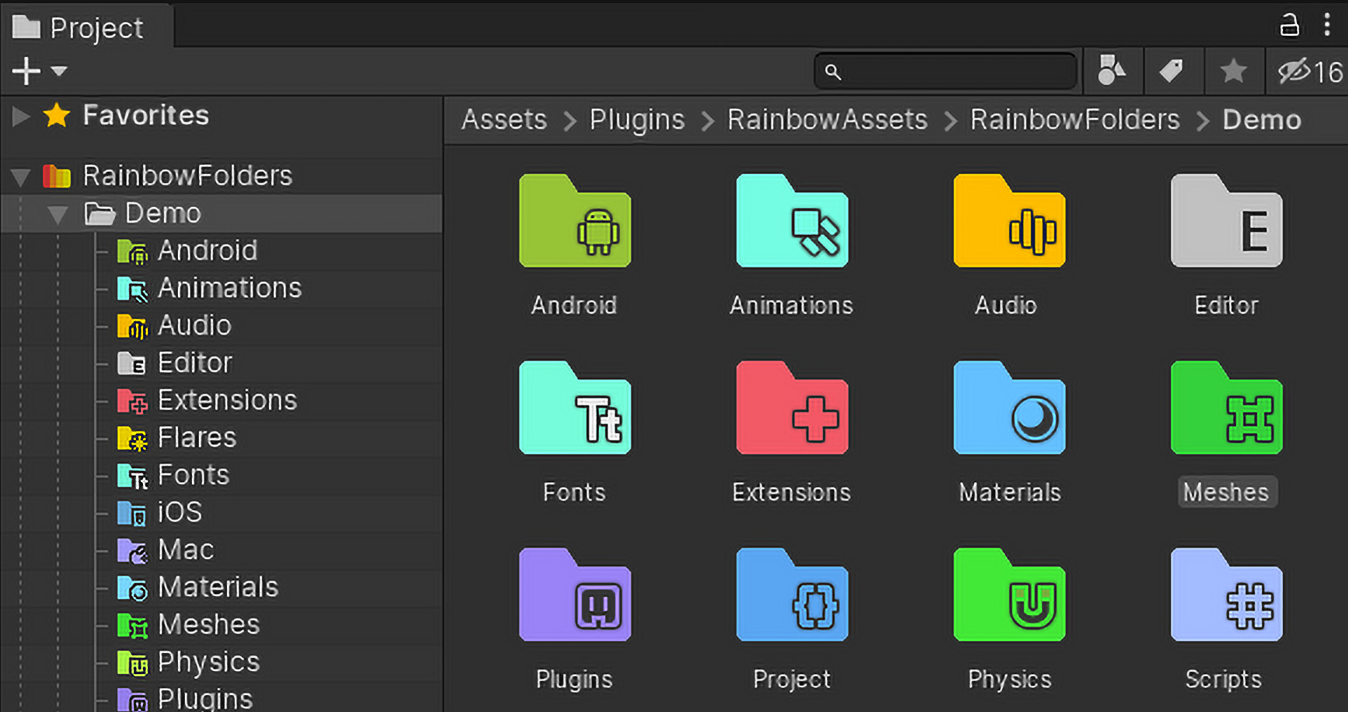 Project
16
Favorites
Assets > Plugins > RainbowAssets > RainbowFolders > Demo
RainbowFolders
Demo
Android
Animations
Audio
Editor
Extensions
Flares
Fonts
iOS
Mac
Materials
Meshes
Physics
Plugins
E
Android Animations Audio Editor
Tt
Fonts Extensions Materials Meshes
{} U #
Plugins Project Physics Scripts